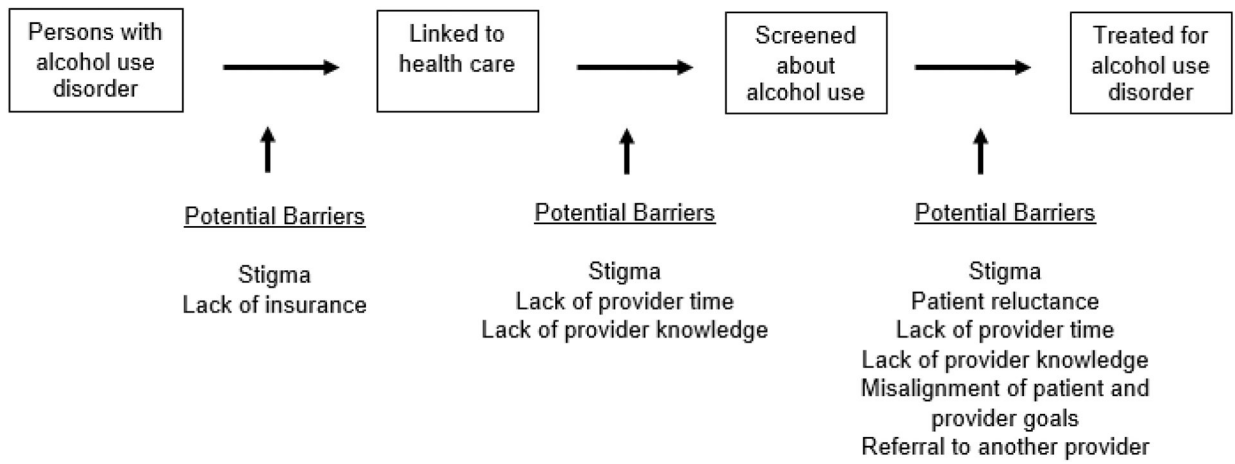 Persons with
alcohol use
disorder
Linked to
health care
Screened
about
alcohol use
Treated for
alcohol use
disorder
Potential Barriers
Stigma
Lack of insurance
Potential Barriers
Stigma
Lack of provider time
Lack of provider knowledge
Potential Barriers
Stigma
Patient reluctance
Lack of provider time
Lack of provider knowledge
Misalignment of patient and
provider goals
Referral to another provider